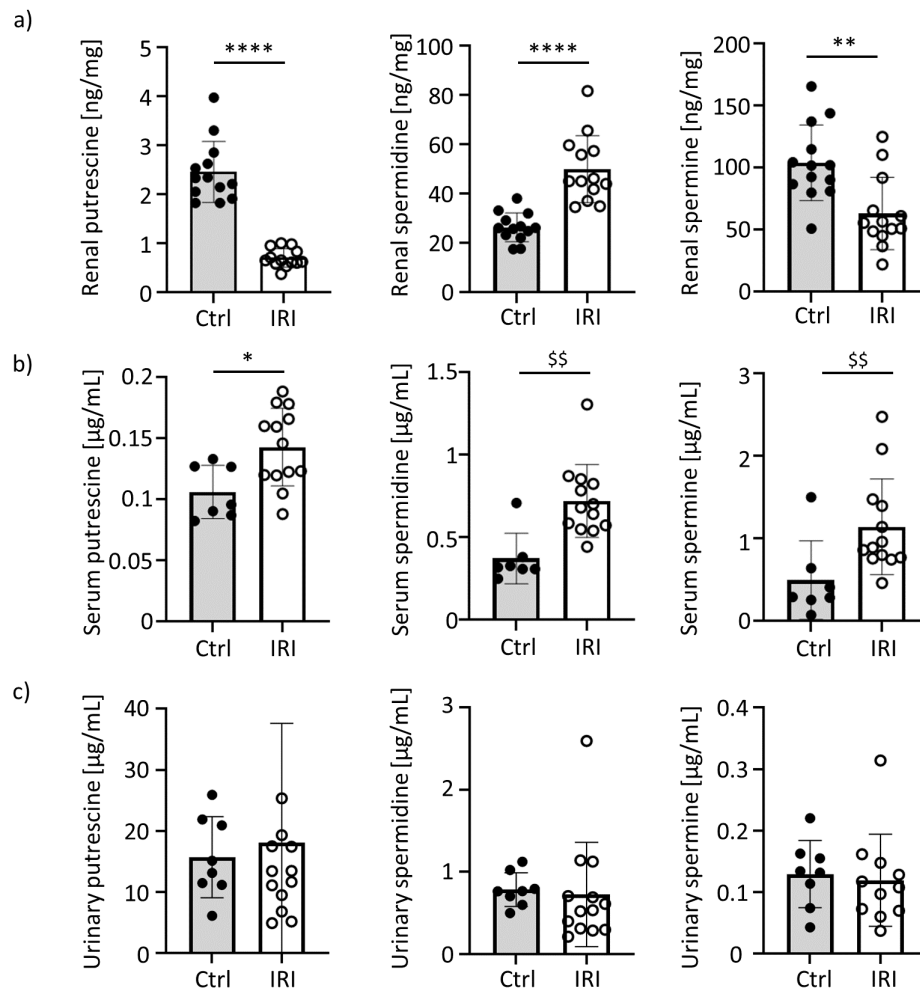 a)
Renal putrescine [ng/mg]
5
4
3
2
1
0
****
Ctrl
IRI
Renal spermidine [ng/mg]
100
80
60
40
20
0
****
Ctrl
IRI
Renal spermine [ng/mg]
200
150
100
50
0
**
Ctrl
IRI
b)
Serum putrescine [µg/mL]
0.2
0.15
0.1
0.05
0
*
Ctrl
IRI
Serum spermidine [µg/mL]
1.5
1
0.5
0
$$
Ctrl
IRI
Serum spermine [µg/mL]
3
2
1
0
$$
Ctrl
IRI
c)
Urinary putrescine [µg/mL]
40
30
20
10
0
Ctrl
IRI
Urinary spermidine [µg/mL]
3
2
1
0
Ctrl
IRI
Urinary spermine [µg/mL]
0.4
0.3
0.2
0.1
0
Ctrl
IRI